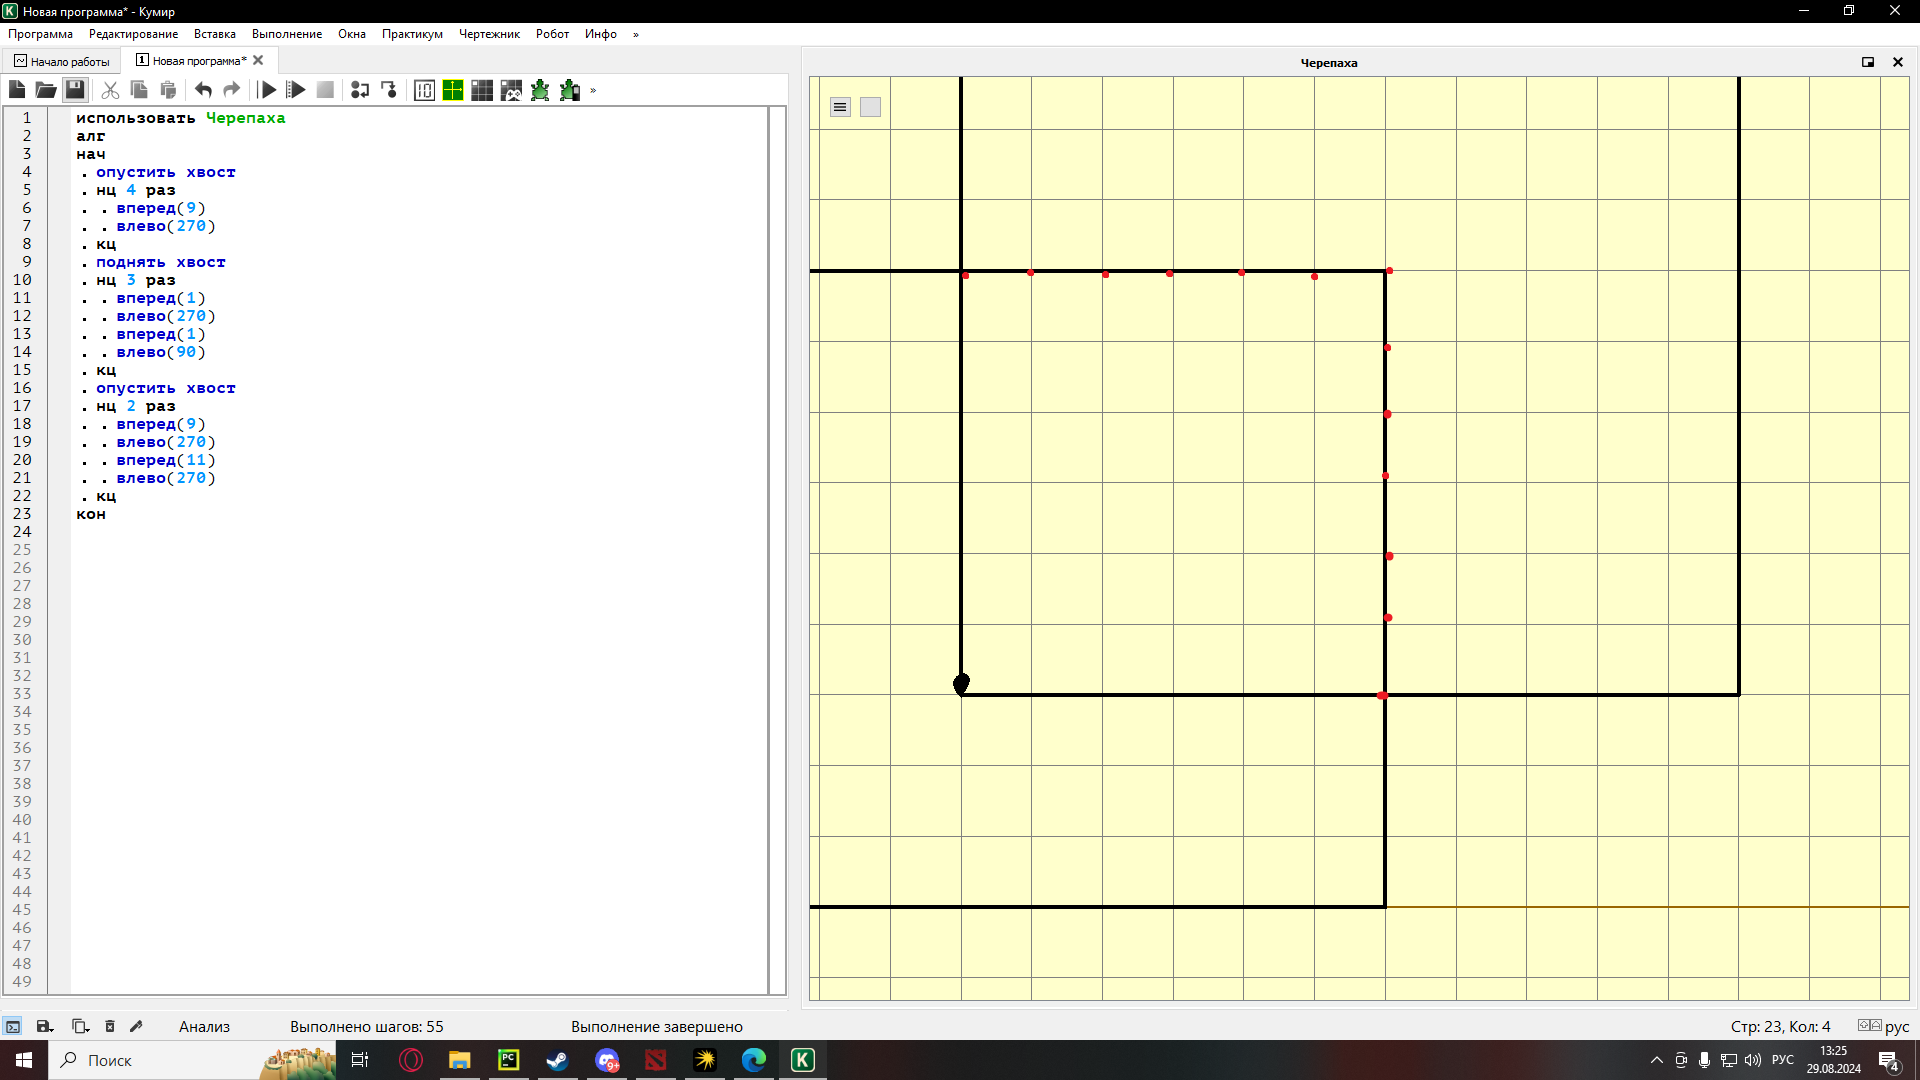 Новая программа* - Кумир
Программа Редактирование Вставка Выполнение Окна Практикум Чертежник Робот Инфо »
Начало работы
1 Новая программа*
Черепаха
»
1 использовать Черепаха
2 алг
3 нач
4 . опустить хвост
5 . нц 4 раз
6 . . вперед(9)
7 . . влево(270)
8 . кц
9 . поднять хвост
10 . нц 3 раз
11 . . вперед(1)
12 . . влево(270)
13 . . вперед(1)
14 . . влево(90)
15 . кц
16 . опустить хвост
17 . нц 2 раз
18 . . вперед(9)
19 . . влево(270)
20 . . вперед(11)
21 . . влево(270)
22 . кц
23 кон
24
25
26
27
28
29
30
31
32
33
34
35
36
37
38
39
40
41
42
43
44
45
46
47
48
49
Анализ Выполнено шагов: 55 Выполнение завершено Стр: 23, Кол: 4 рус
Поиск
PC
9+
K
РУС
13:25
29.08.2024
4